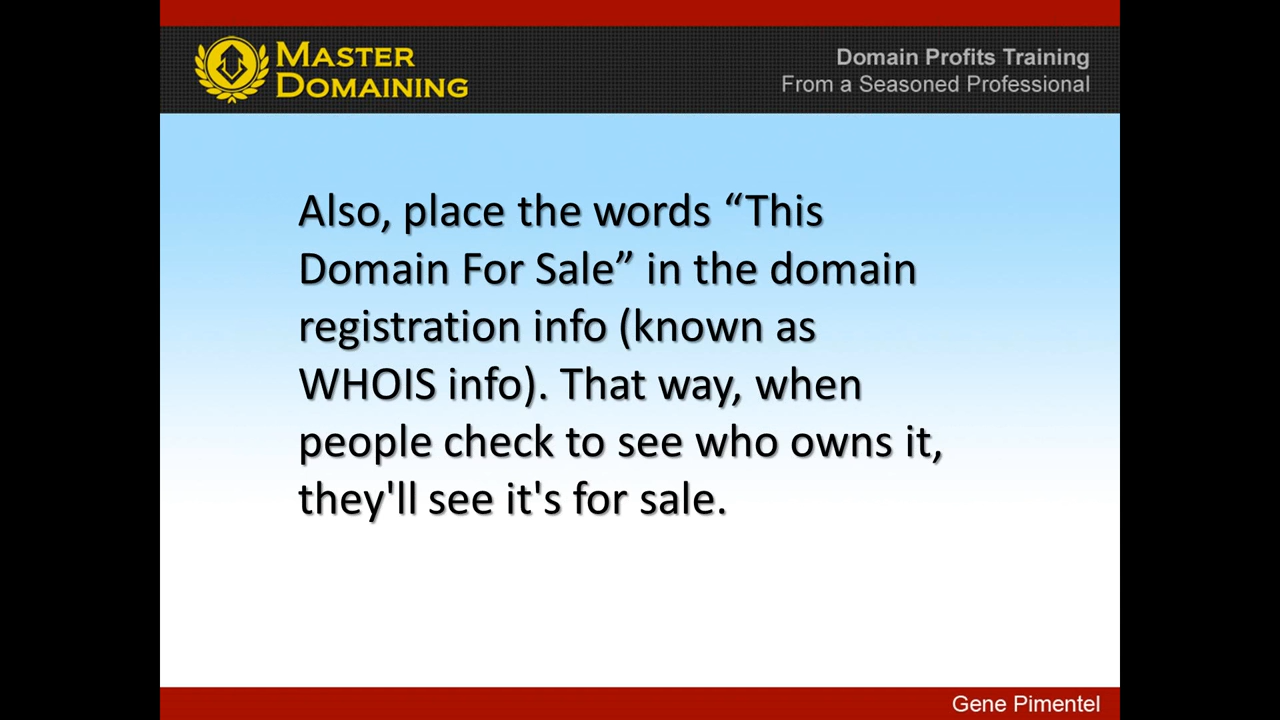 MASTER
DOMAINING
Domain Profits Training
From a Seasoned Professional
Also, place the words “This
Domain For Sale” in the domain
registration info (known as
WHOIS info). That way, when
people check to see who owns it,
they'll see it's for sale.
Gene Pimentel